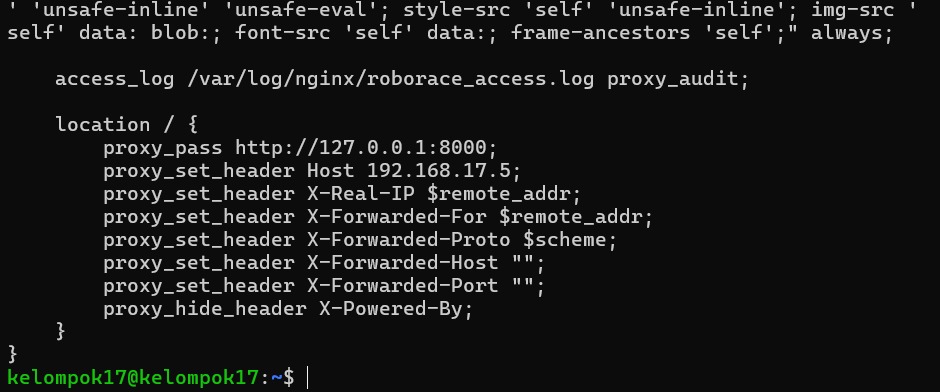 ' 'unsafe-inline' 'unsafe-eval'; style-src 'self' 'unsafe-inline'; img-src '
self' data: blob:; font-src 'self' data:; frame-ancestors 'self';" always;
access_log /var/log/nginx/roborace_access.log proxy_audit;
location / {
proxy_pass http://127.0.0.1:8000;
proxy_set_header Host 192.168.17.5;
proxy_set_header X-Real-IP $remote_addr;
proxy_set_header X-Forwarded-For $remote_addr;
proxy_set_header X-Forwarded-Proto $scheme;
proxy_set_header X-Forwarded-Host "";
proxy_set_header X-Forwarded-Port "";
proxy_hide_header X-Powered-By;
}
}
kelompok17@kelompok17:~$